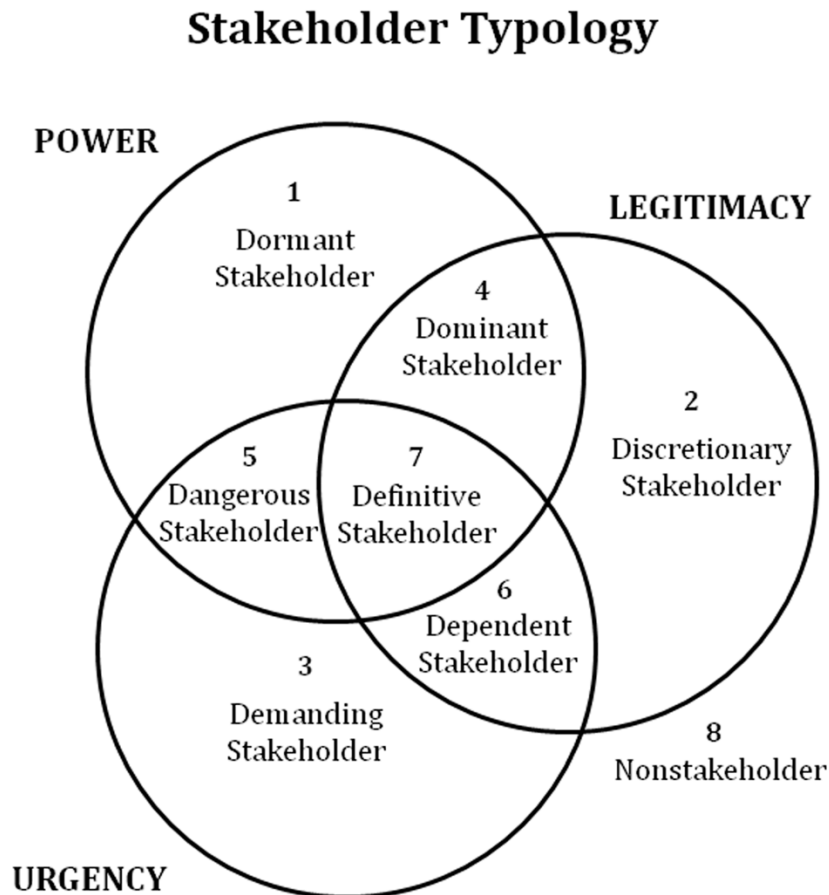 Stakeholder Typology
POWER
1
Dormant
Stakeholder
LEGITIMACY
4
Dominant
Stakeholder
2
Discretionary
Stakeholder
5
Dangerous
Stakeholder
7
Definitive
Stakeholder
6
Dependent
Stakeholder
3
Demanding
Stakeholder
8
Nonstakeholder
URGENCY